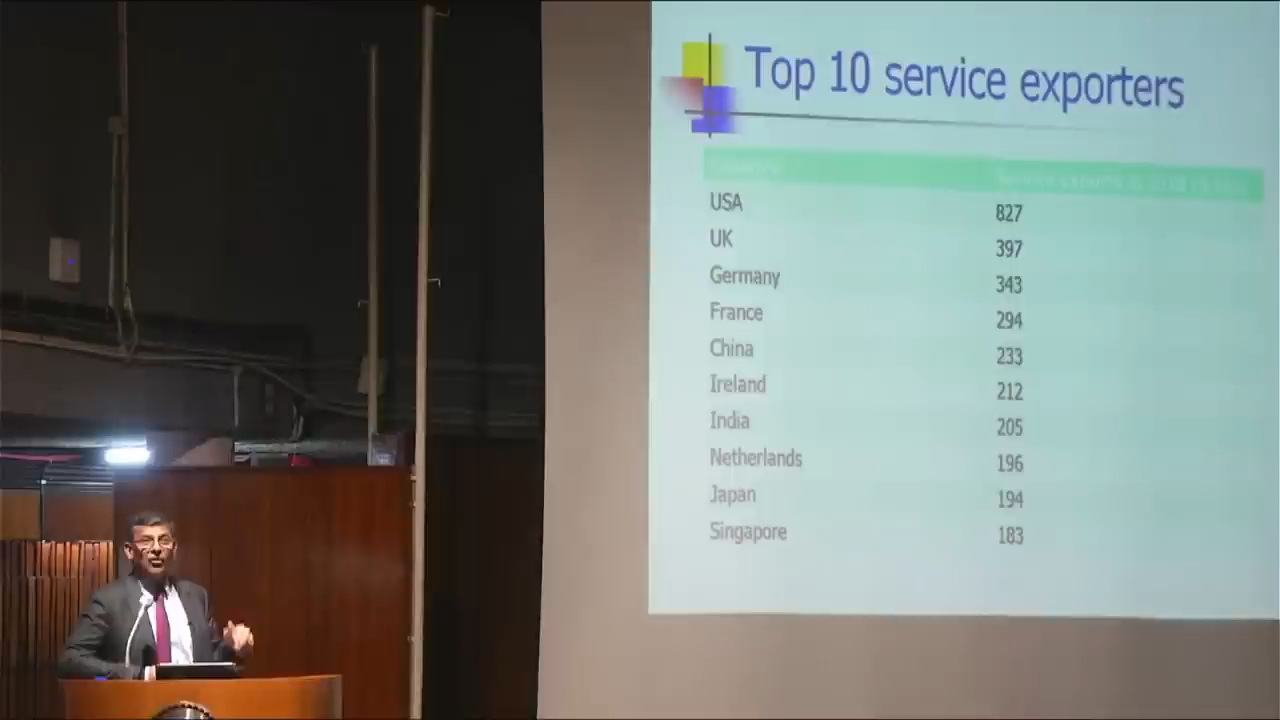 Top 10 service exporters
Country
USA 827
UK 397
Germany 343
France 294
China 233
Ireland 212
India 205
Netherlands 196
Japan 194
Singapore 183